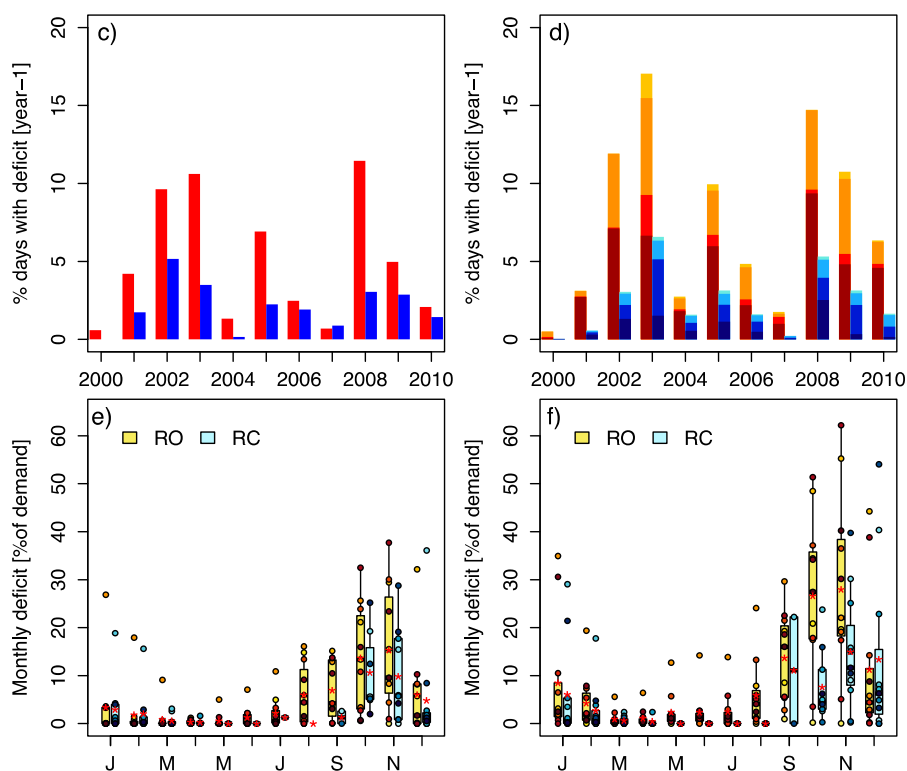 c)
% days with deficit [year−1]
20
15
10
5
0
2000 2002 2004 2006 2008 2010
d)
% days with deficit [year−1]
20
15
10
5
0
2000 2002 2004 2006 2008 2010
e)
RO RC
Monthly deficit [%of demand]
60
50
40
30
20
10
0
J M M J S N
f)
RO RC
Monthly deficit [%of demand]
60
50
40
30
20
10
0
J M M J S N